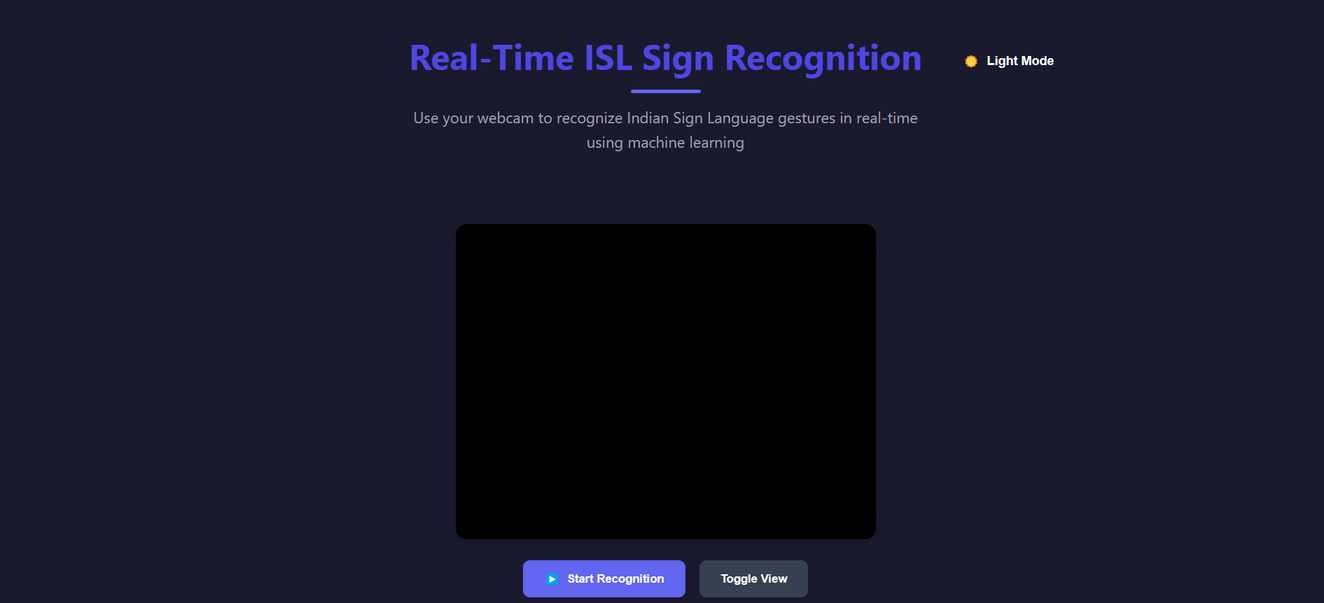 Real-Time ISL Sign Recognition
Light Mode
Use your webcam to recognize Indian Sign Language gestures in real-time
using machine learning
Start Recognition
Toggle View